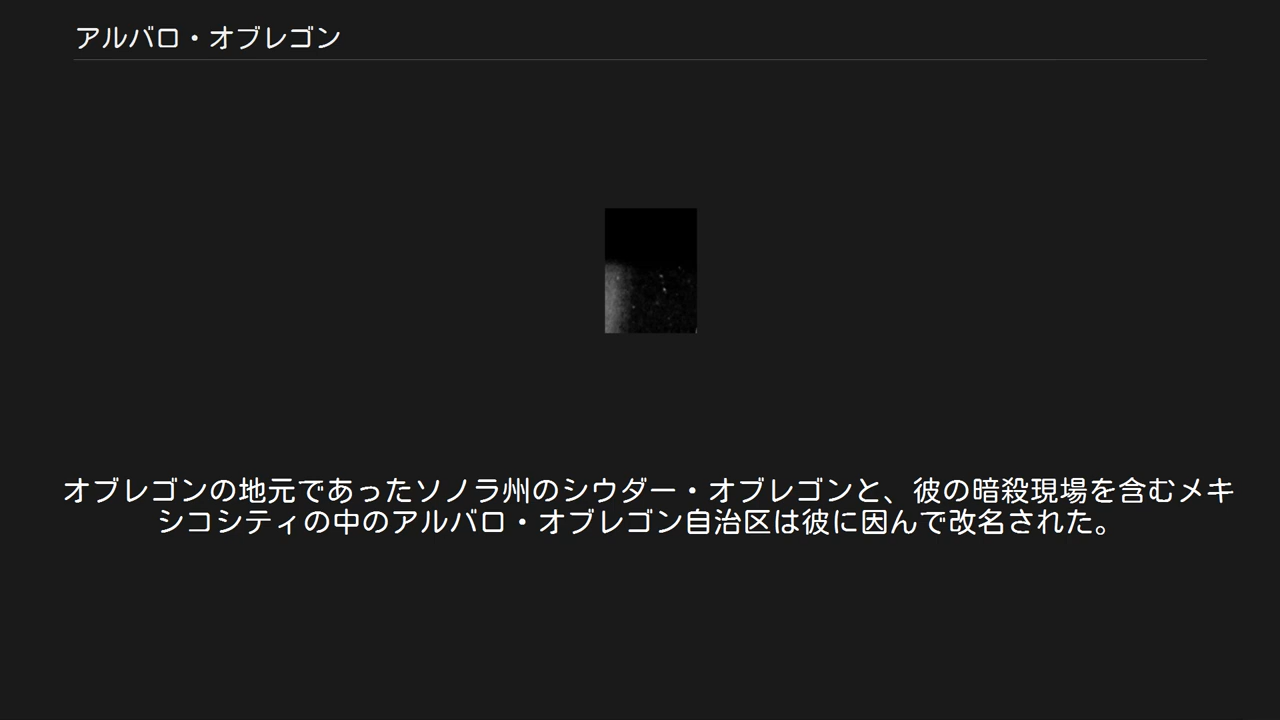 アルバロ・オブレゴン
オブレゴンの地元であったソノラ州のシウダー・オブレゴンと、彼の暗殺現場を含むメキ
シコシティの中のアルバロ・オブレゴン自治区は彼に因んで改名された。